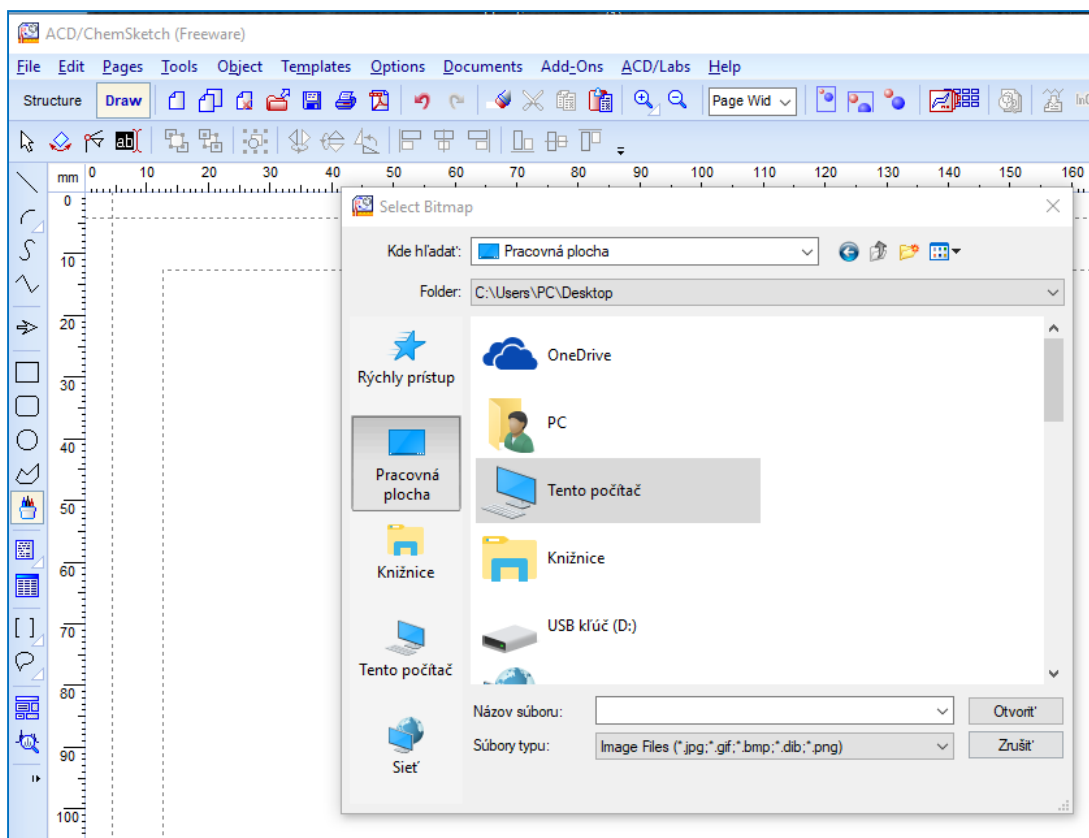 ACD/ChemSketch (Freeware)
File Edit Pages Tools Object Templates Options Documents Add-Ons ACD/Labs Help
Structure Draw Page Wid
ab
mm 0 10 20 30 40 50 60 70 80 90 100 110 120 130 140 150 160
Select Bitmap
Kde hľadať: Pracovná plocha
Folder: C:\Users\PC\Desktop
Rýchly prístup
Pracovná
plocha
Knižnice
Tento počítač
Sieť
OneDrive
PC
Tento počítač
Knižnice
USB kľúč (D:)
Názov súboru: Otvoriť
Súbory typu: Image Files (*.jpg;*.gif;*.bmp;*.dib;*.png) Zrušiť
0
10
20
30
40
50
60
70
80
90
100